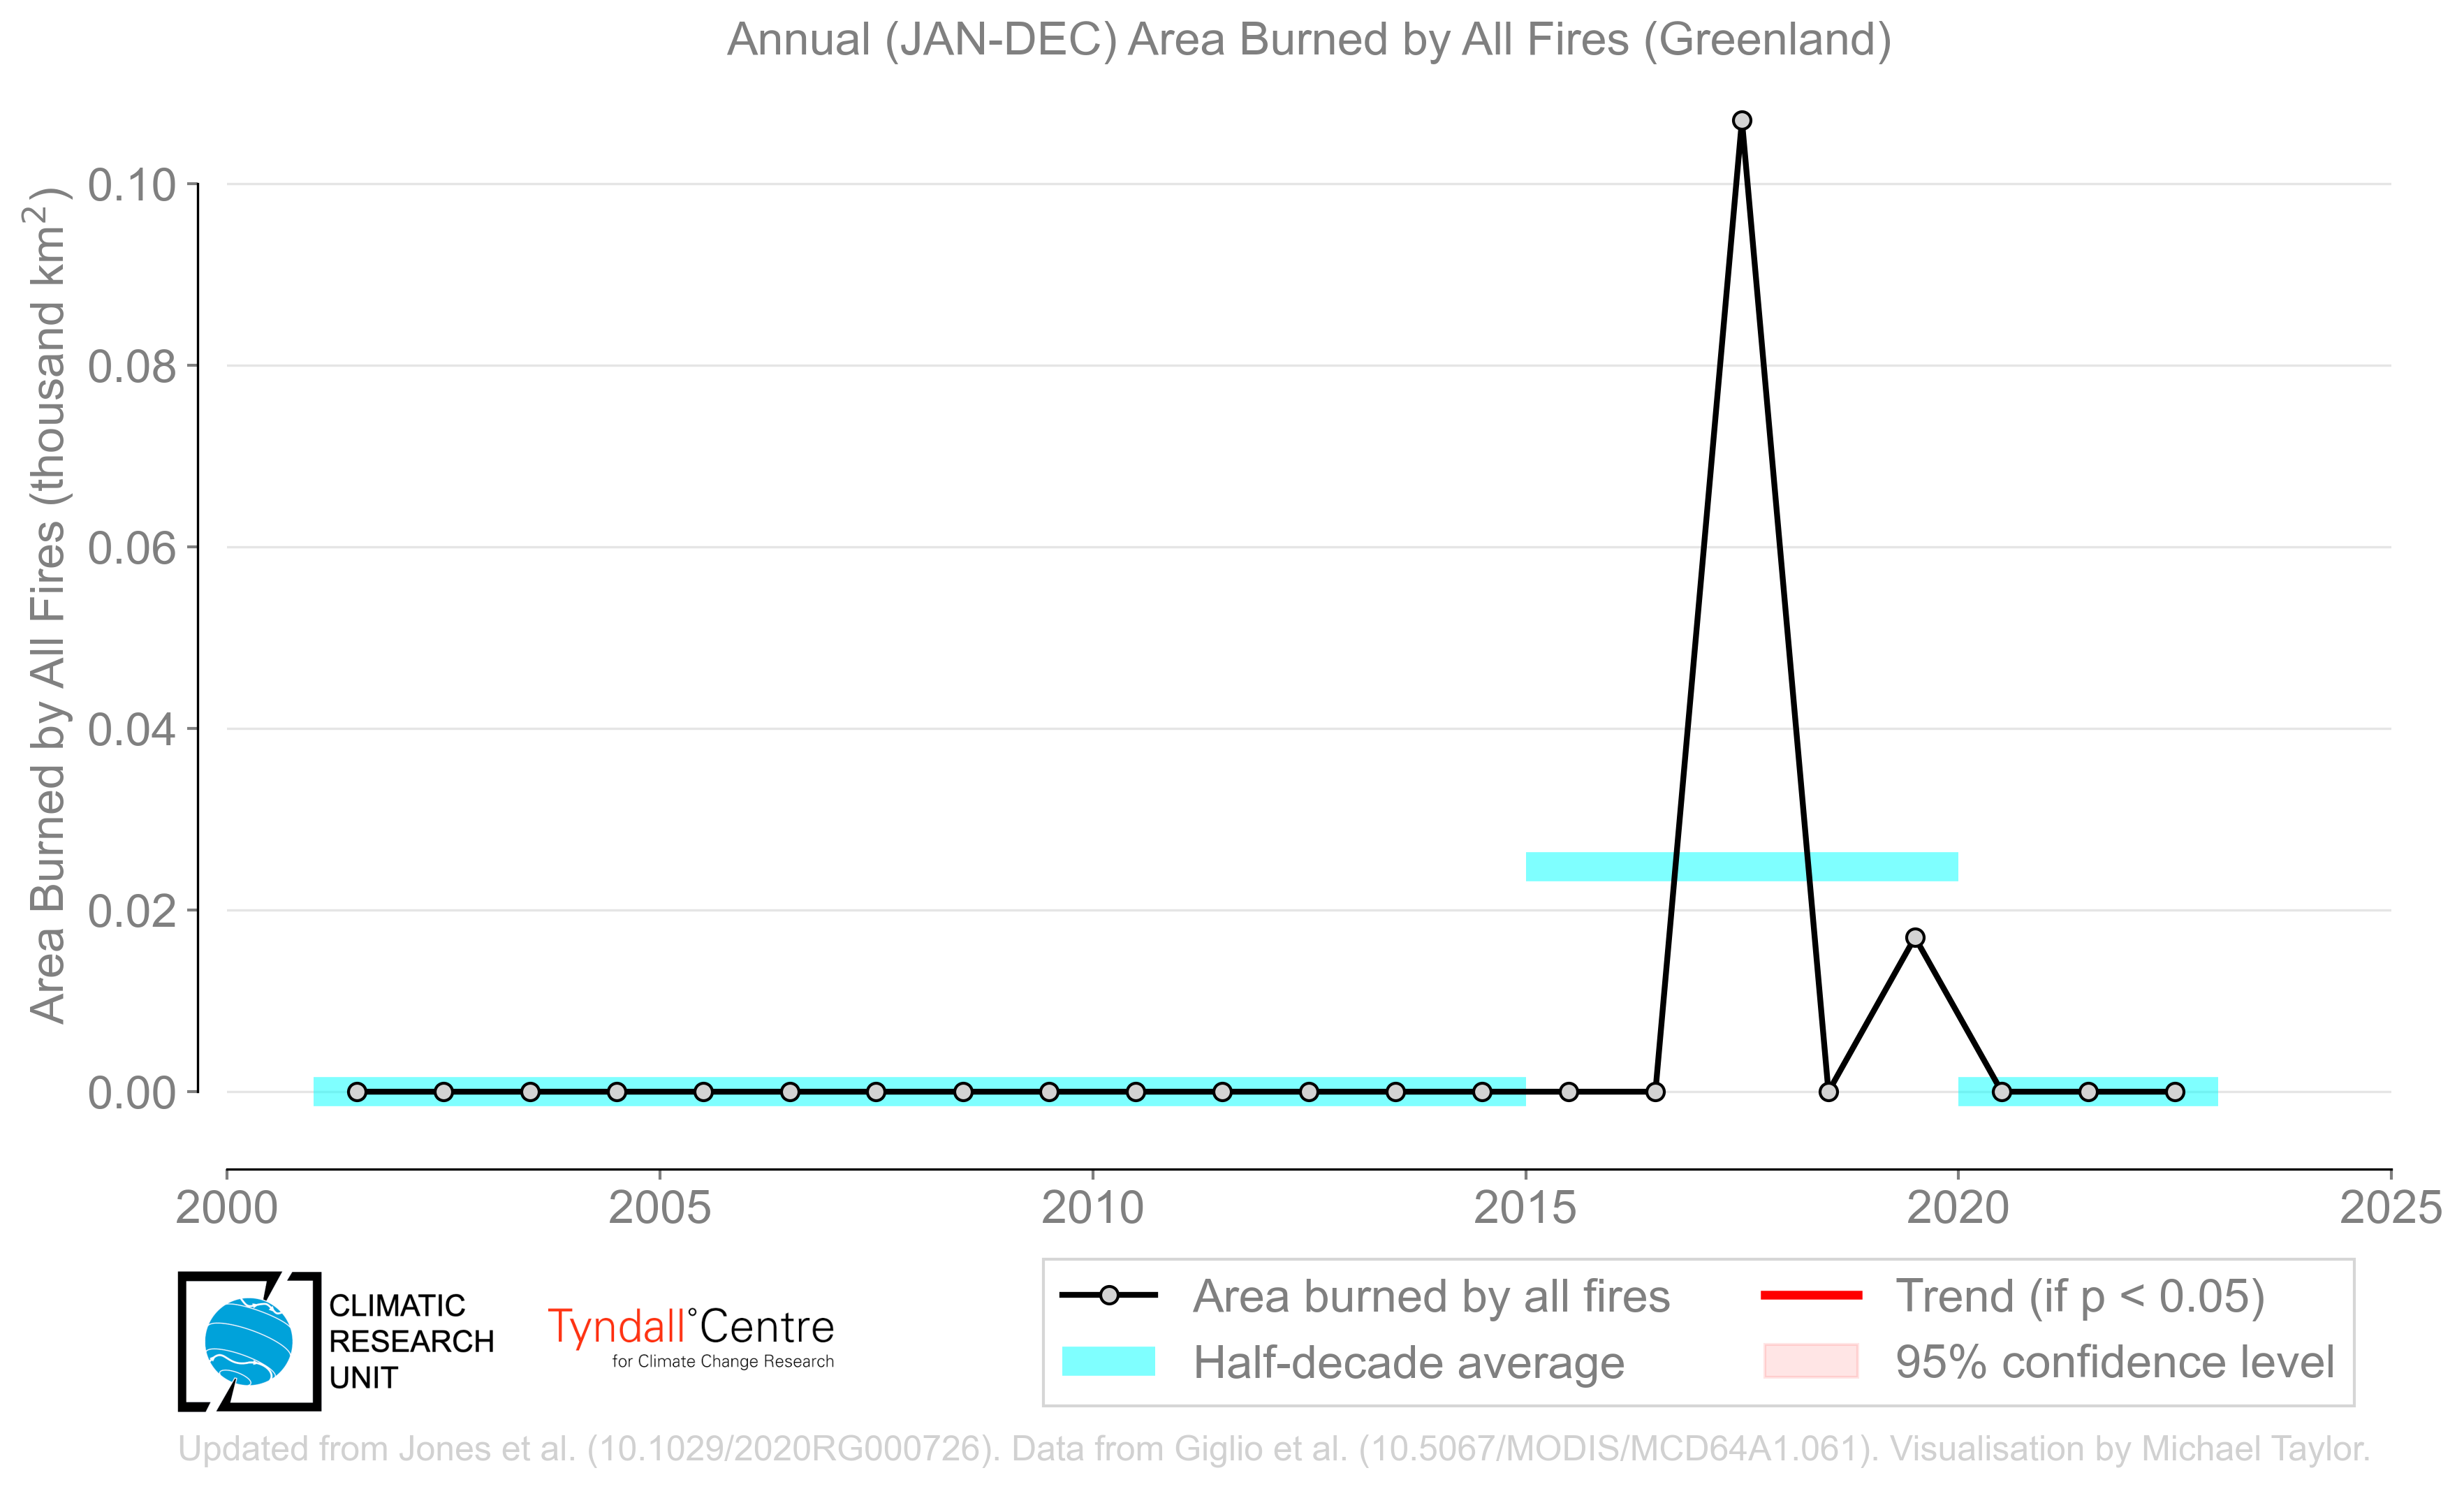 Annual (JAN-DEC) Area Burned by All Fires (Greenland)
Area Burned by All Fires (thousand km²)
0.10
0.08
0.06
0.04
0.02
0.00
2000 2005 2010 2015 2020 2025
CLIMATIC
RESEARCH
UNIT
Tyndall°Centre
for Climate Change Research
Area burned by all fires
Half-decade average
Trend (if p < 0.05)
95% confidence level
Updated from Jones et al. (10.1029/2020RG000726). Data from Giglio et al. (10.5067/MODIS/MCD64A1.061). Visualisation by Michael Taylor.